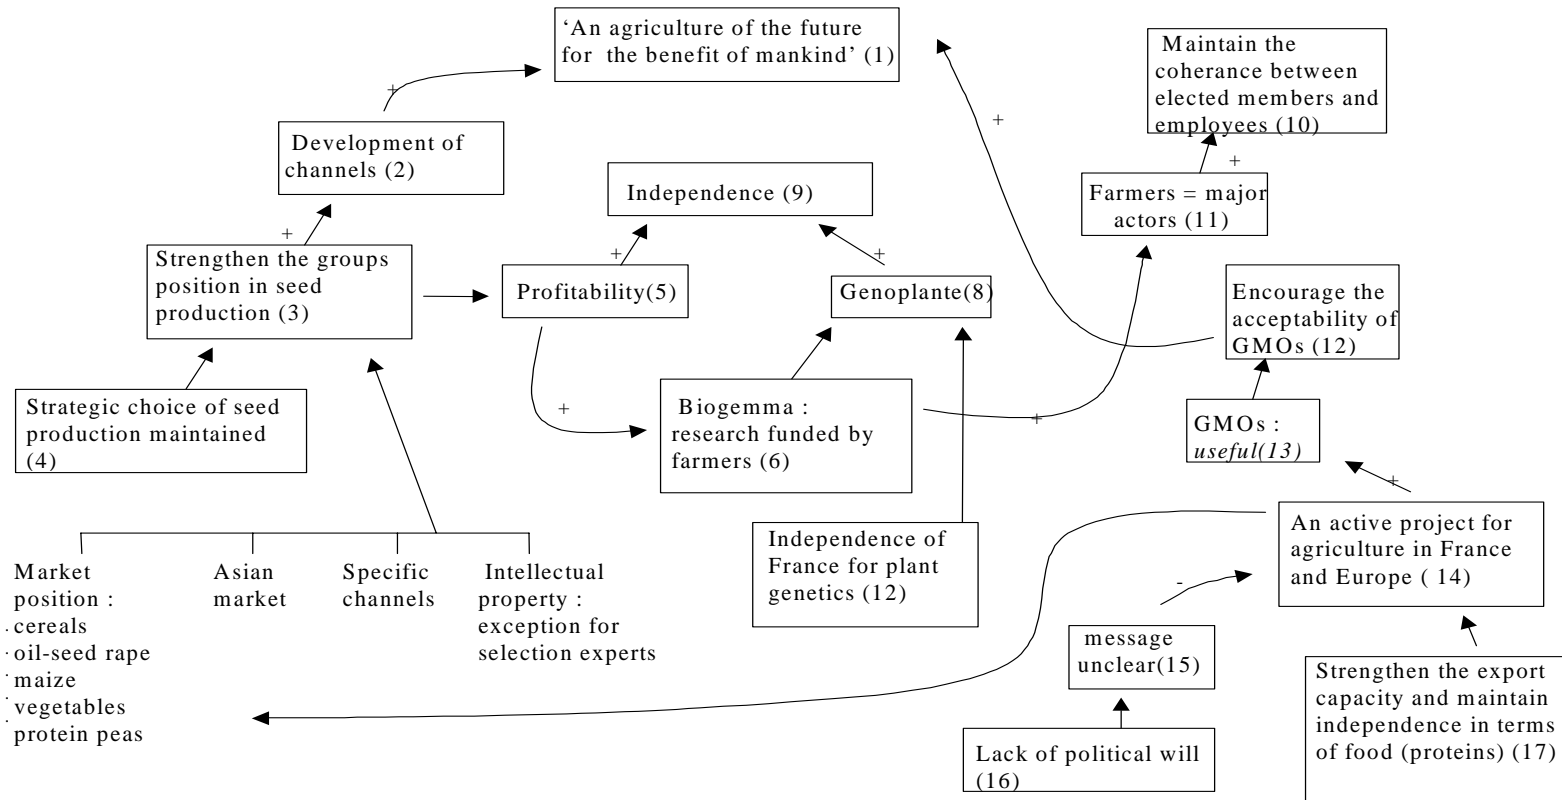 ‘An agriculture of the future
for the benefit of mankind’ (1)
Maintain the
coherance between
elected members and
employees (10)
+
+
Development of
channels (2)
+
Independence (9)
Farmers = major
actors (11)
+
Strengthen the groups
position in seed
production (3)
+
+
Profitability(5)
Genoplante(8)
Encourage the
acceptability of
GMOs (12)
Strategic choice of seed
production maintained
(4)
+
Biogemma :
research funded by
farmers (6)
+
GMOs :
useful(13)
+
Independence of
France for plant
genetics (12)
An active project for
agriculture in France
and Europe ( 14)
-
Market
position :
cereals
oil-seed rape
maize
vegetables
protein peas
Asian
market
Specific
channels
Intellectual
property :
exception for
selection experts
message
unclear(15)
Lack of political will
(16)
Strengthen the export
capacity and maintain
independence in terms
of food (proteins) (17)